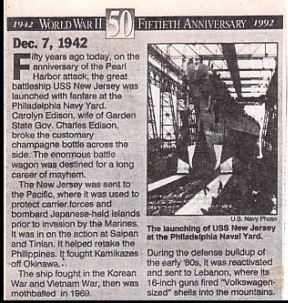 1942 WORLD WAR II 50 FIFTIETH ANNIVERSARY 1992
Dec. 7, 1942
Fifty years ago today, on the
anniversary of the Pearl
Harbor attack, the great
battleship USS New Jersey was
launched with fanfare at the
Philadelphia Navy Yard.
Carolyn Edison, wife of Garden
State Gov. Charles Edison,
broke the customary
champagne bottle across the
side. The enormous battle
wagon was destined for a long
career of mayhem.
The New Jersey was sent to
the Pacific, where it was used to
protect carrier forces and
bombard Japanese-held islands
prior to invasion by the Marines.
It was in on the action at Saipan
and Tinian. It helped retake the
Philippines. It fought Kamikazes
off Okinawa.
The ship fought in the Korean
War and Vietnam War, then was
mothballed in 1969.
U.S. Navy Photo
The launching of USS New Jersey
at the Philadelphia Naval Yard.
During the defense buildup of
the early '80s, it was reactivated
and sent to Lebanon, where its
16-inch guns fired "Volkswagen-
sized" shells into the mountains.